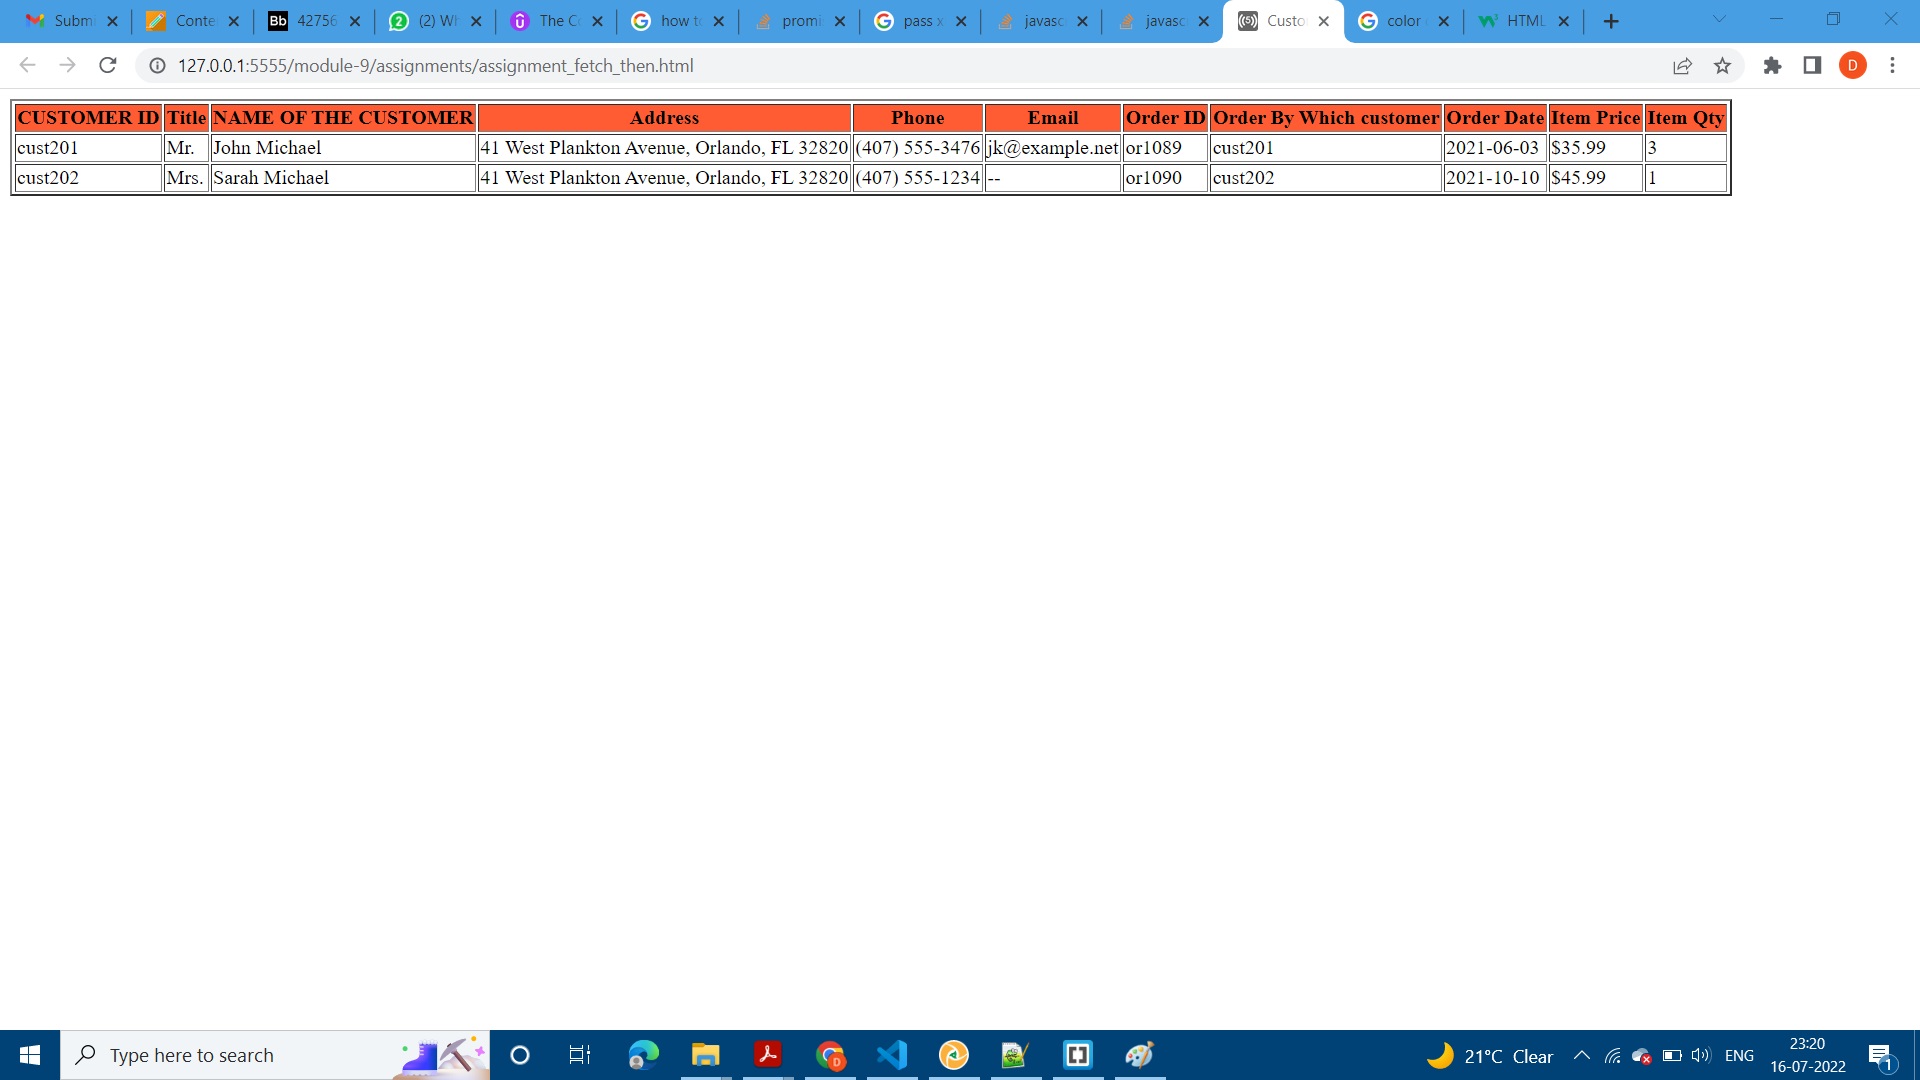 Submi Conte Bb 42756 (2) Wh The Co how to promi pass x javasc javasc Custo color HTML
127.0.0.1:5555/module-9/assignments/assignment_fetch_then.html D
CUSTOMER ID Title NAME OF THE CUSTOMER Address Phone Email Order ID Order By Which customer Order Date Item Price Item Qty
cust201 Mr. John Michael 41 West Plankton Avenue, Orlando, FL 32820 (407) 555-3476 jk@example.net or1089 cust201 2021-06-03 $35.99 3
cust202 Mrs. Sarah Michael 41 West Plankton Avenue, Orlando, FL 32820 (407) 555-1234 -- or1090 cust202 2021-10-10 $45.99 1
Type here to search 21°C Clear ENG 23:20
16-07-2022 1